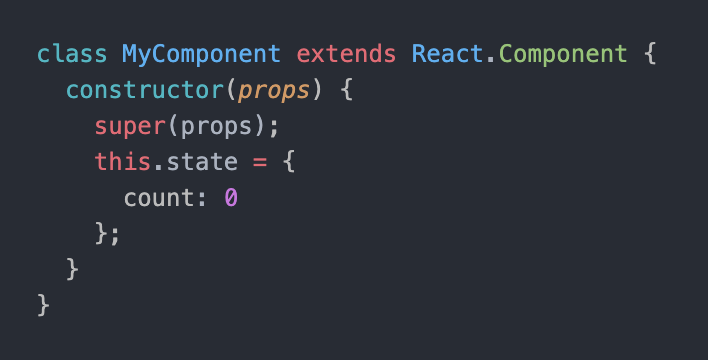 class MyComponent extends React.Component {
  constructor(props) {
    super(props);
    this.state = {
      count: 0
    };
  }
}